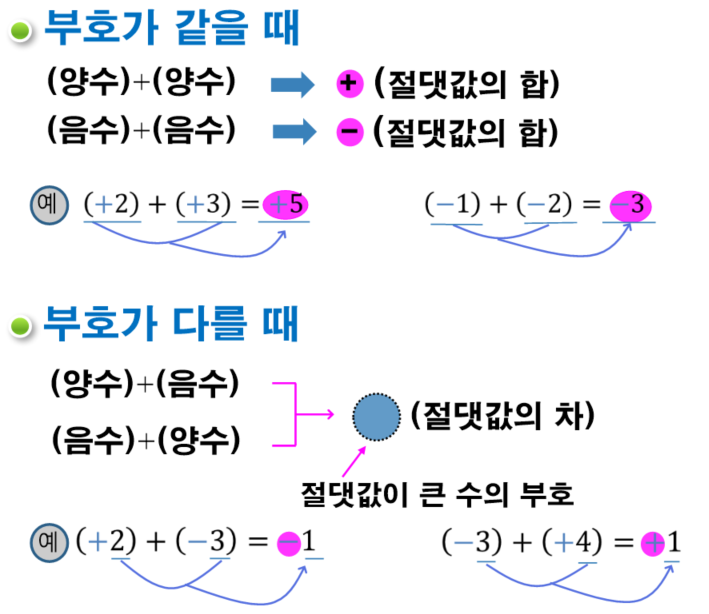 부호가 같을 때
(양수)+(양수) + (절댓값의 합)
(음수)+(음수) − (절댓값의 합)
예 (+2) + (+3) = +5 (−1) + (−2) = −3
부호가 다를 때
(양수)+(음수)
(절댓값의 차)
(음수)+(양수)
절댓값이 큰 수의 부호
예 (+2) + (−3) = −1 (−3) + (+4) = +1